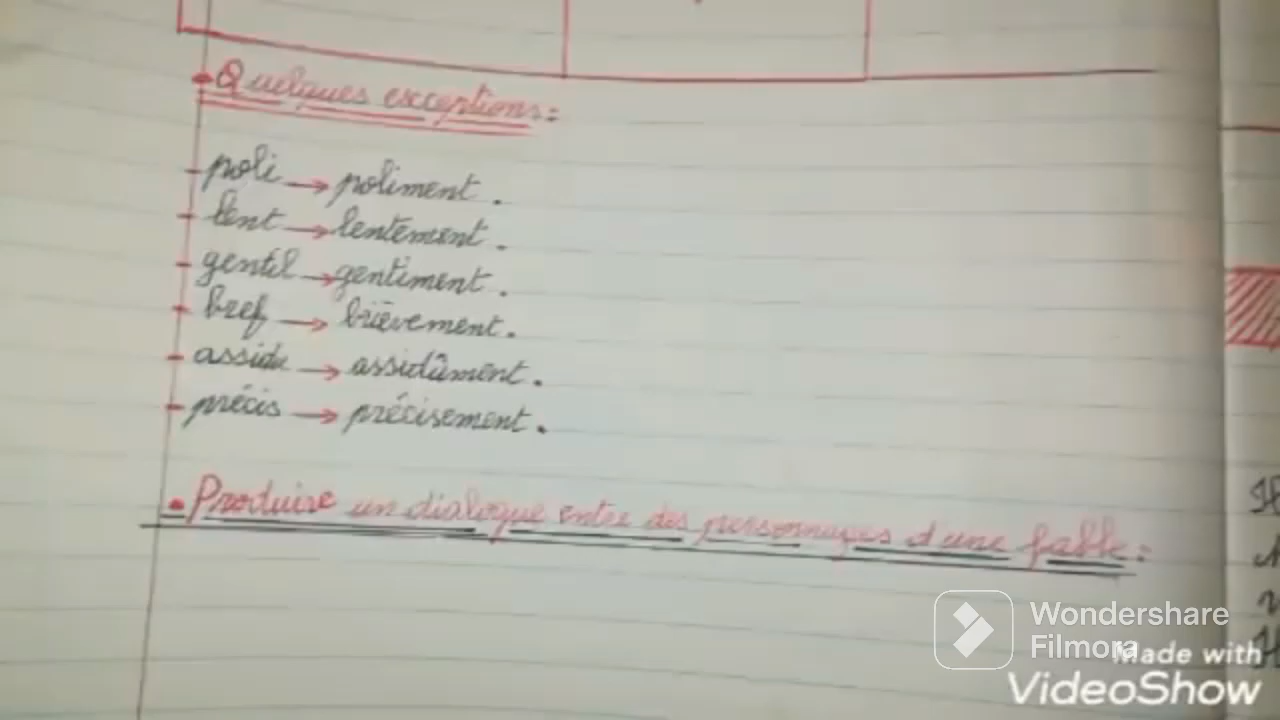 • Quelques exceptions :
- poli → poliment .
- lent → lentement .
- gentil → gentiment .
- bref → brièvement .
- assidu → assidûment .
- précis → précisément .
• Produire un dialogue entre des personnages d'une fable :
Wondershare
Filmora
Made with
VideoShow